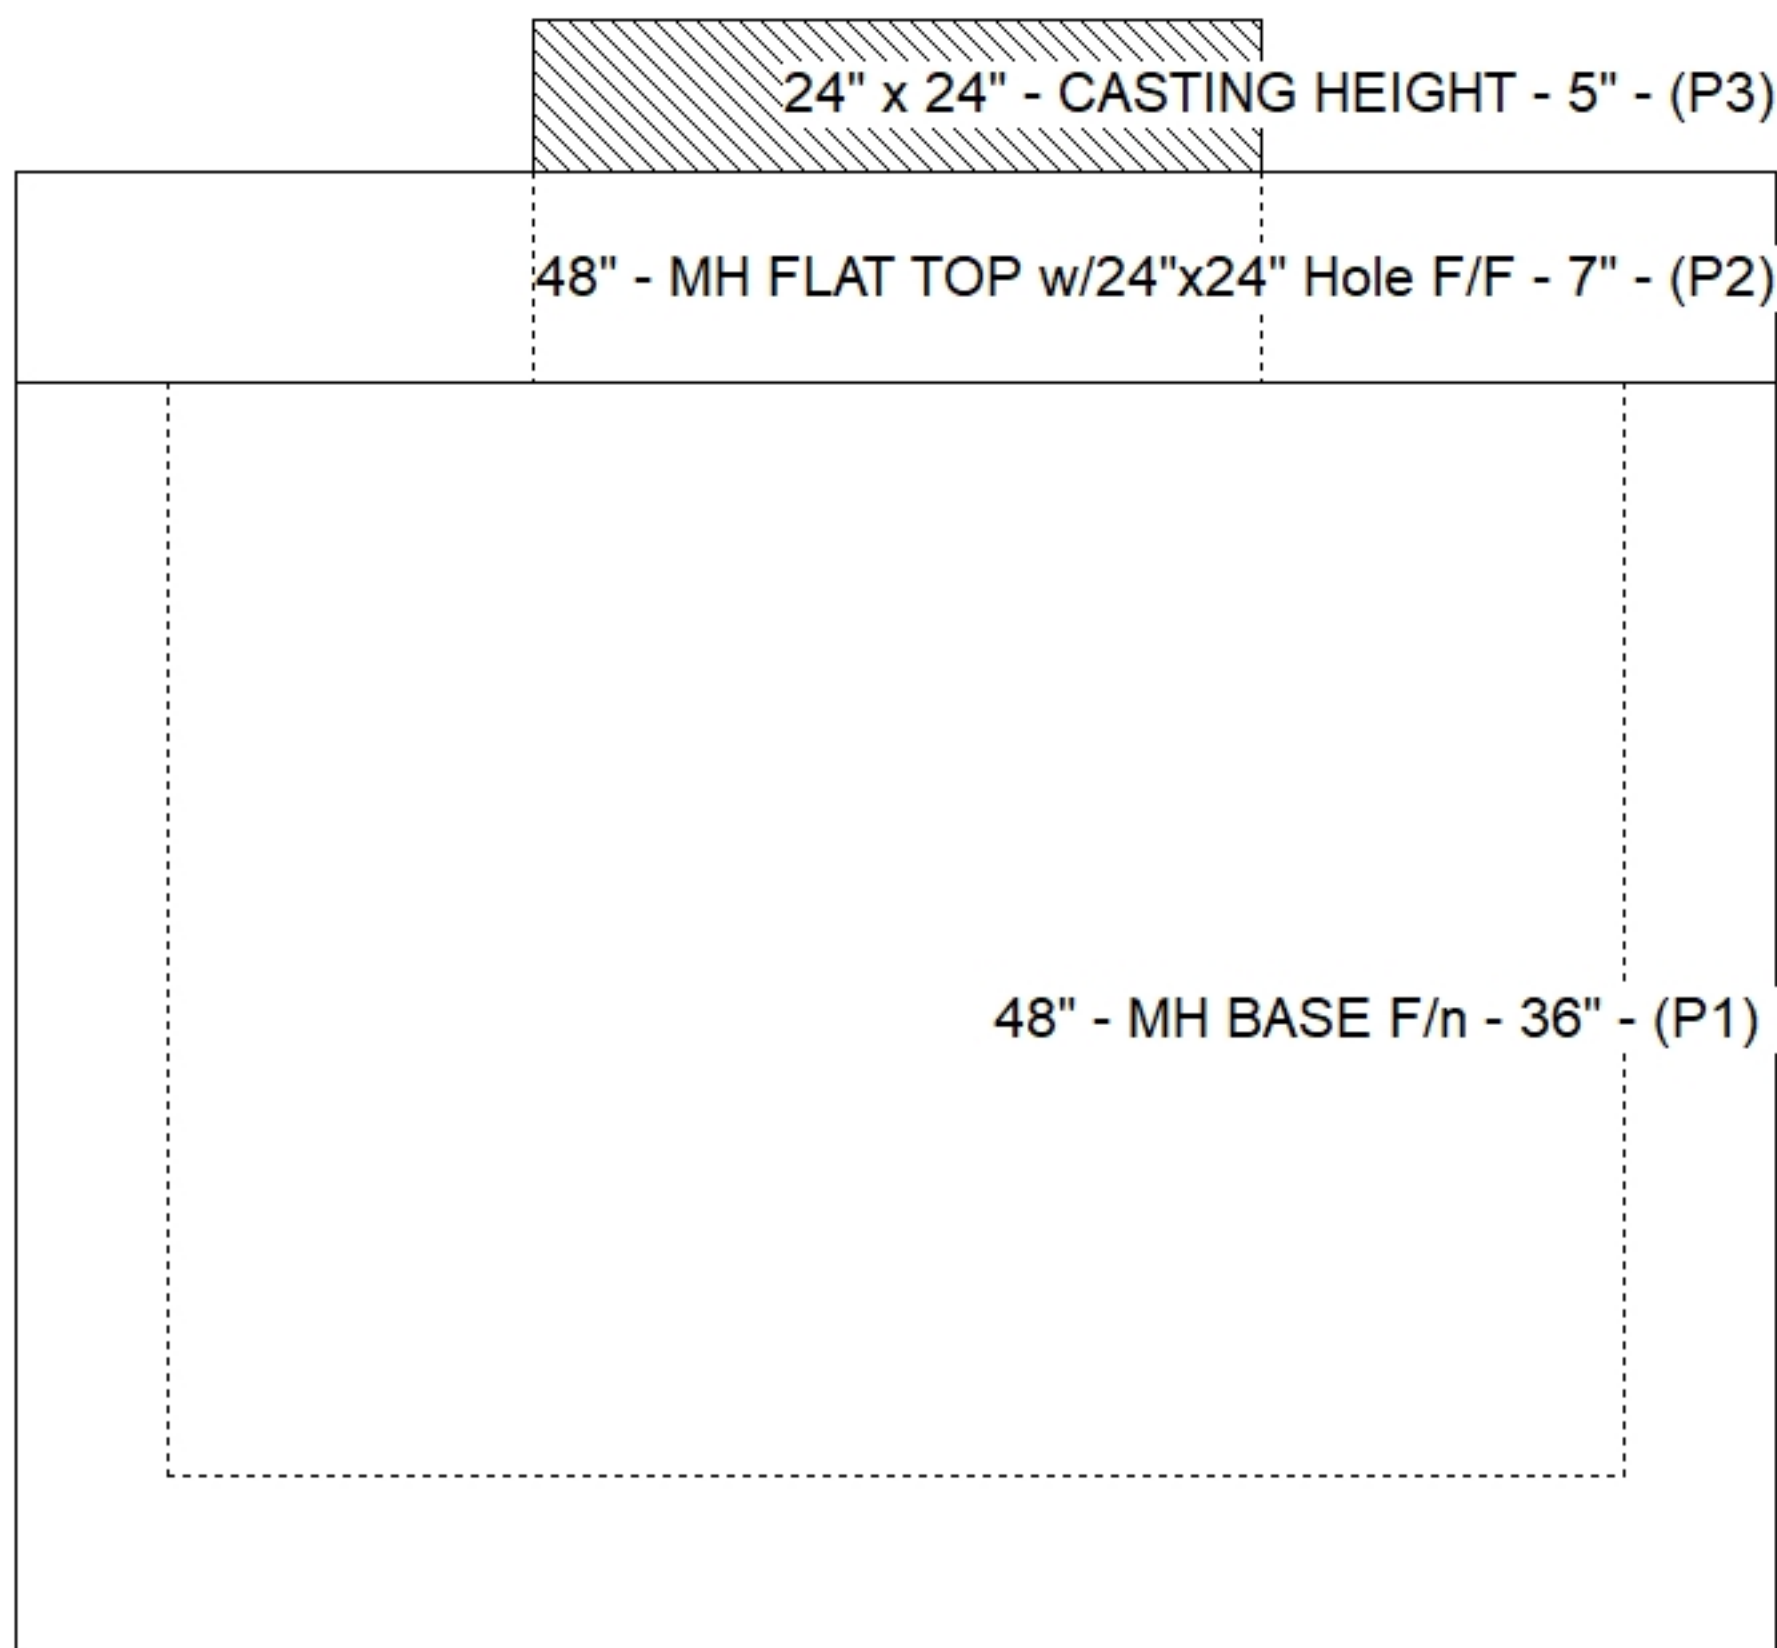 24" x 24" - CASTING HEIGHT - 5" - (P3)
48" - MH FLAT TOP w/24"x24" Hole F/F - 7" - (P2)
48" - MH BASE F/n - 36" - (P1)